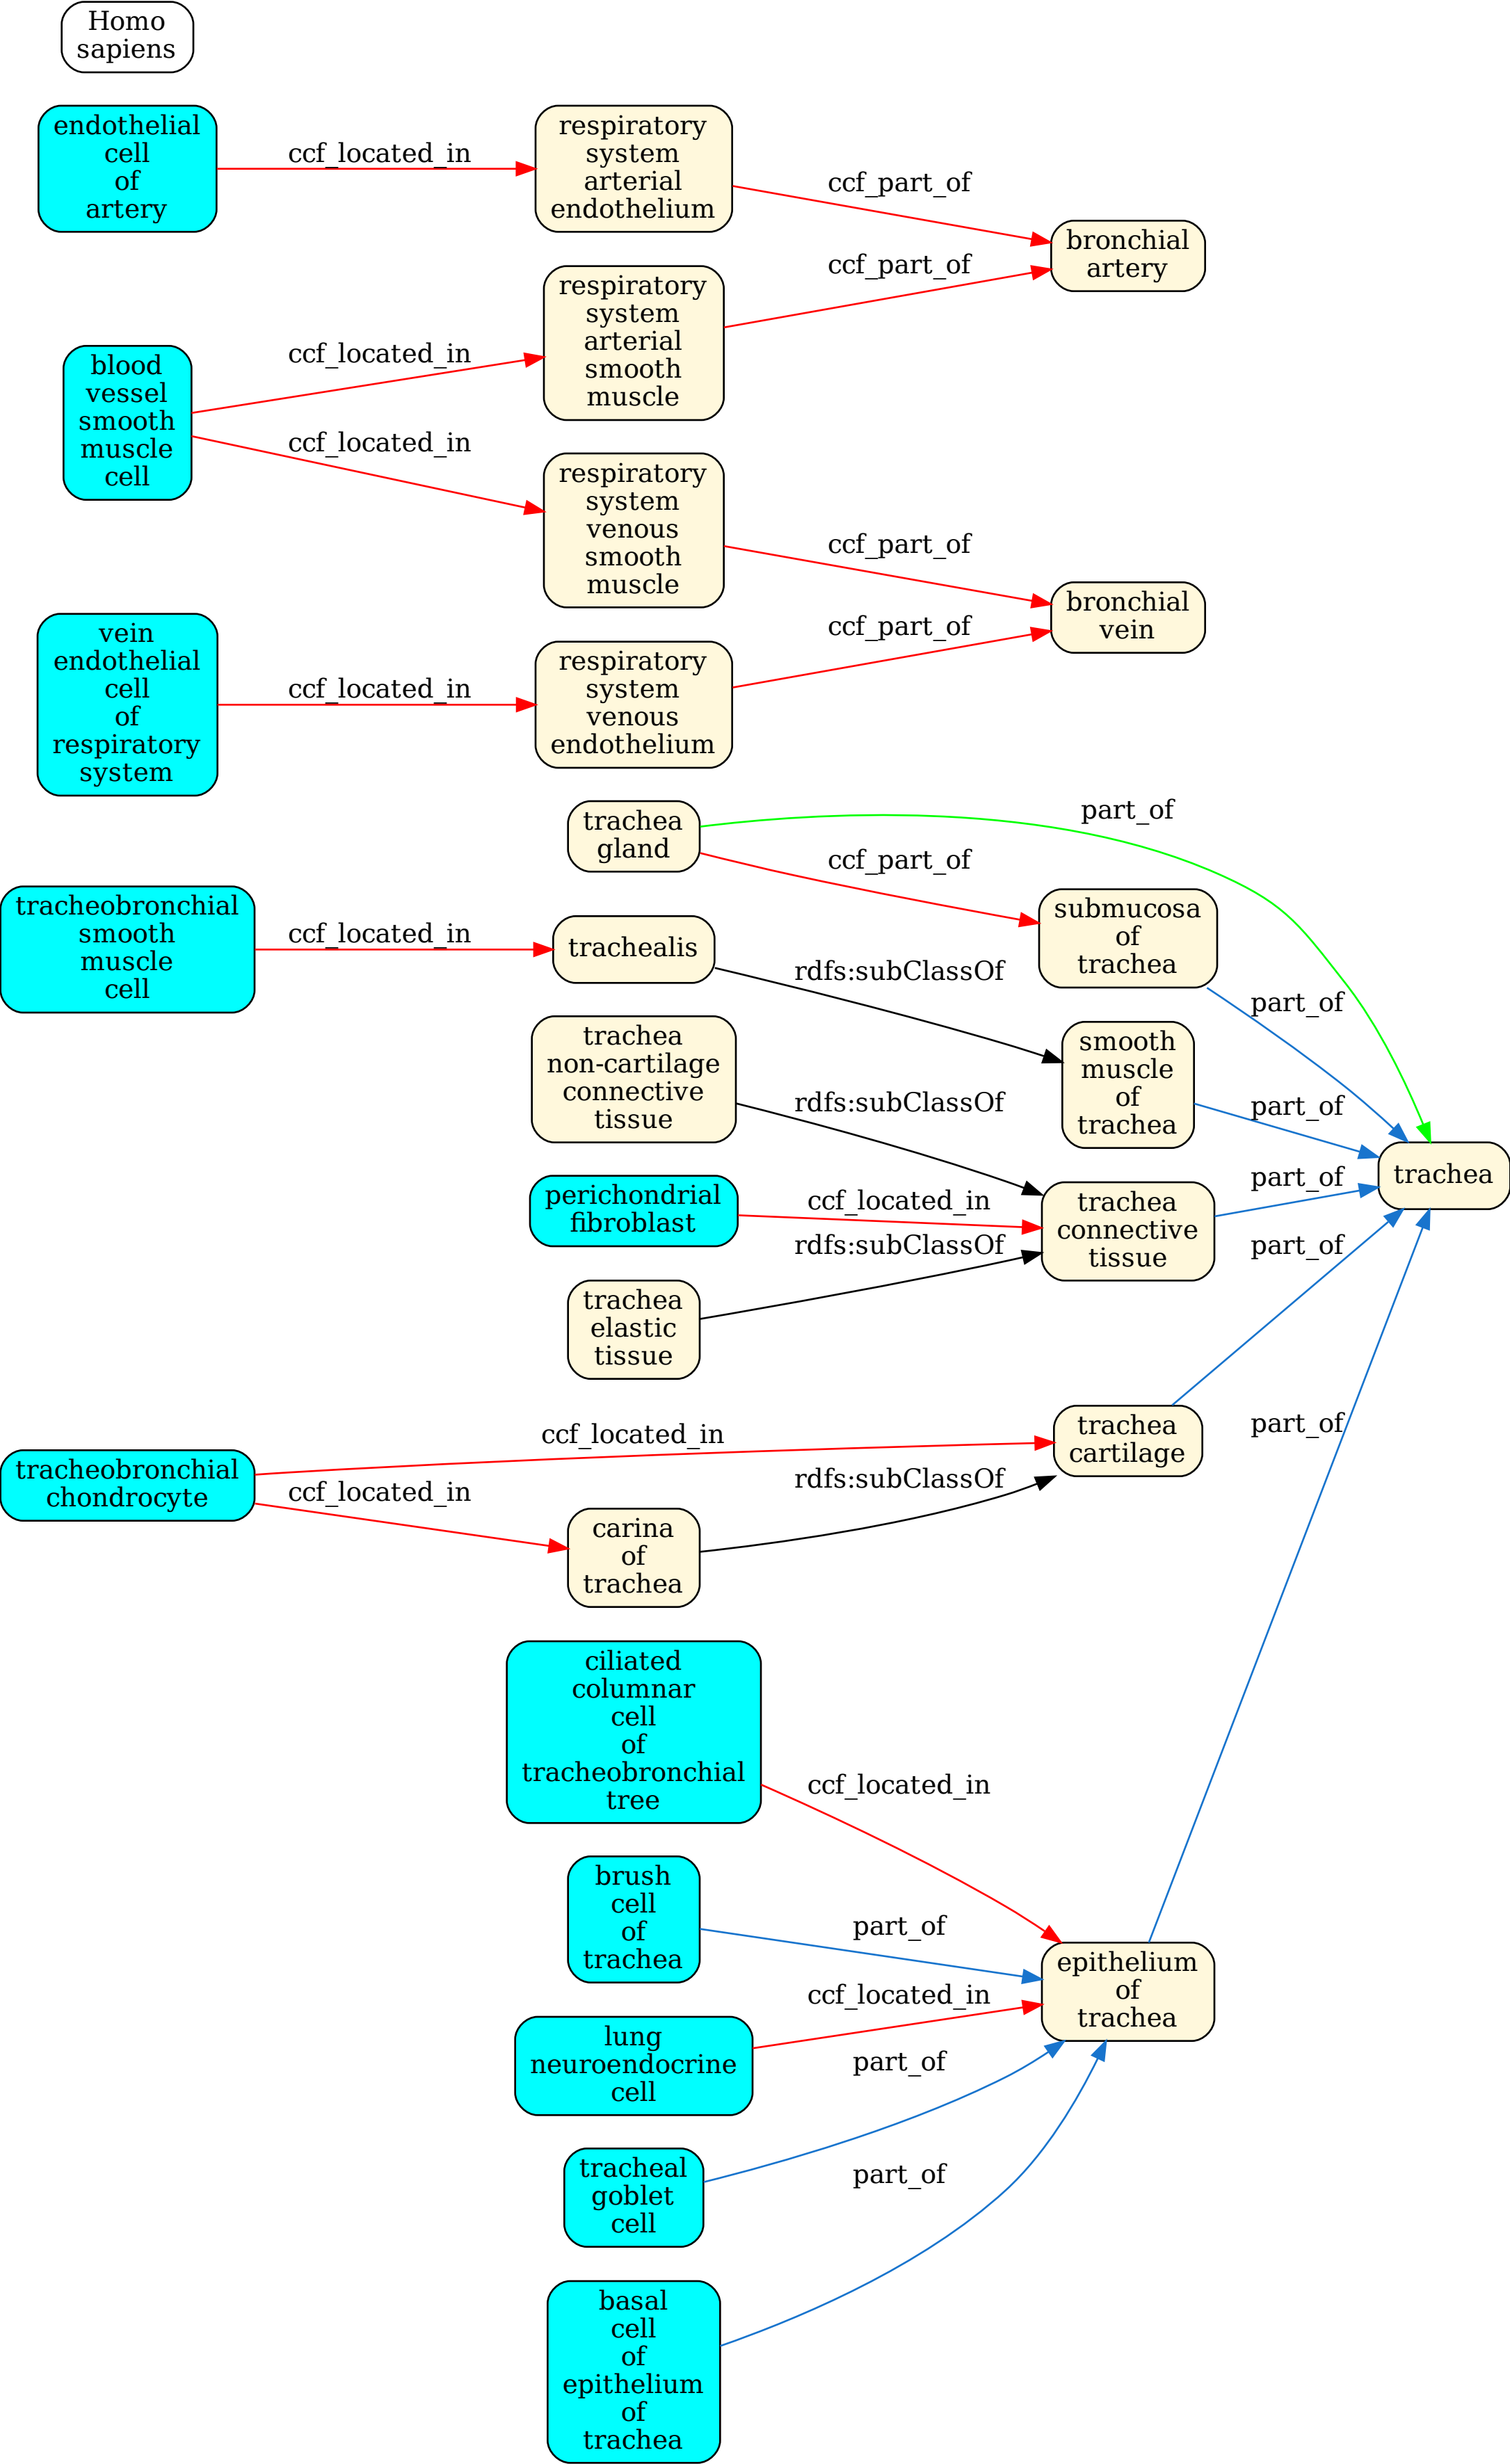 Homo
sapiens
endothelial
cell
of
artery
ccf_located_in
respiratory
system
arterial
endothelium
ccf_part_of
bronchial
artery
blood
vessel
smooth
muscle
cell
ccf_located_in
respiratory
system
arterial
smooth
muscle
ccf_part_of
ccf_located_in
respiratory
system
venous
smooth
muscle
ccf_part_of
bronchial
vein
vein
endothelial
cell
of
respiratory
system
ccf_located_in
respiratory
system
venous
endothelium
ccf_part_of
trachea
gland
part_of
ccf_part_of
submucosa
of
trachea
part_of
tracheobronchial
smooth
muscle
cell
ccf_located_in
trachealis
rdfs:subClassOf
smooth
muscle
of
trachea
part_of
trachea
trachea
non-cartilage
connective
tissue
rdfs:subClassOf
perichondrial
fibroblast
ccf_located_in
trachea
connective
tissue
part_of
trachea
elastic
tissue
rdfs:subClassOf
part_of
tracheobronchial
chondrocyte
ccf_located_in
trachea
cartilage
ccf_located_in
carina
of
trachea
rdfs:subClassOf
part_of
ciliated
columnar
cell
of
tracheobronchial
tree
ccf_located_in
brush
cell
of
trachea
part_of
epithelium
of
trachea
lung
neuroendocrine
cell
ccf_located_in
tracheal
goblet
cell
part_of
basal
cell
of
epithelium
of
trachea
part_of